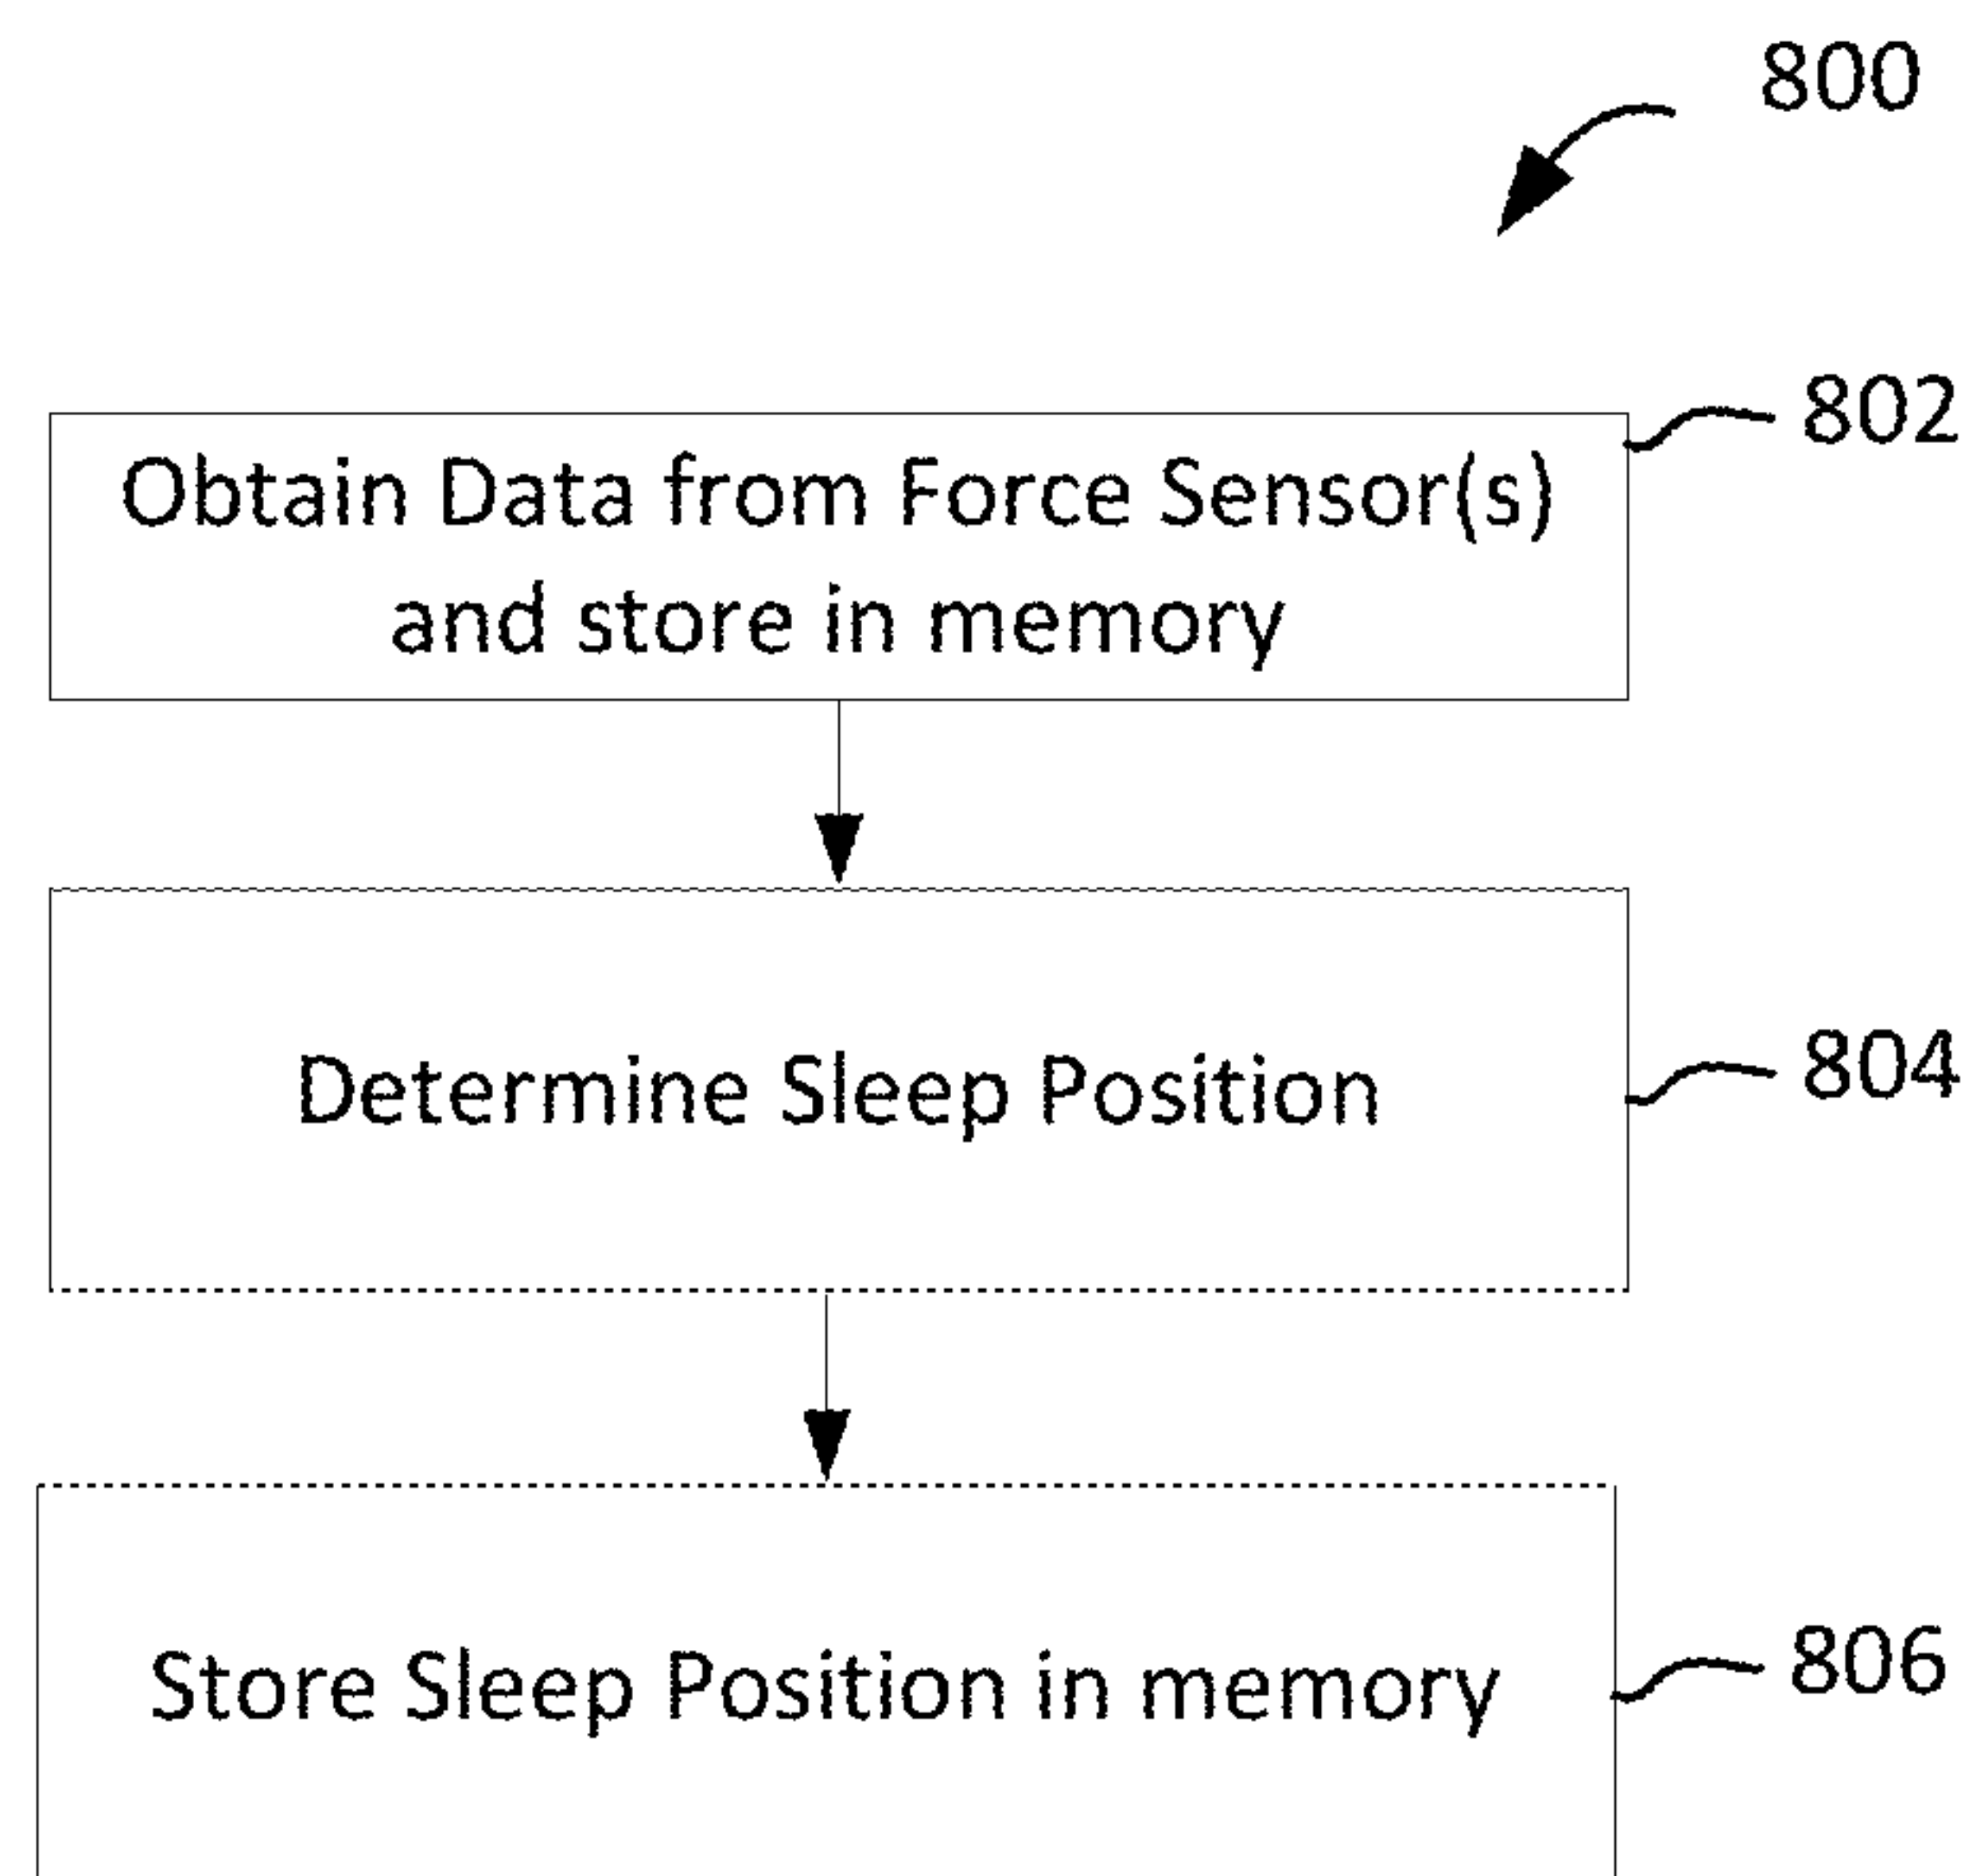 800
802
Obtain Data from Force Sensor(s)
and store in memory
Determine Sleep Position
804
Store Sleep Position in memory
806